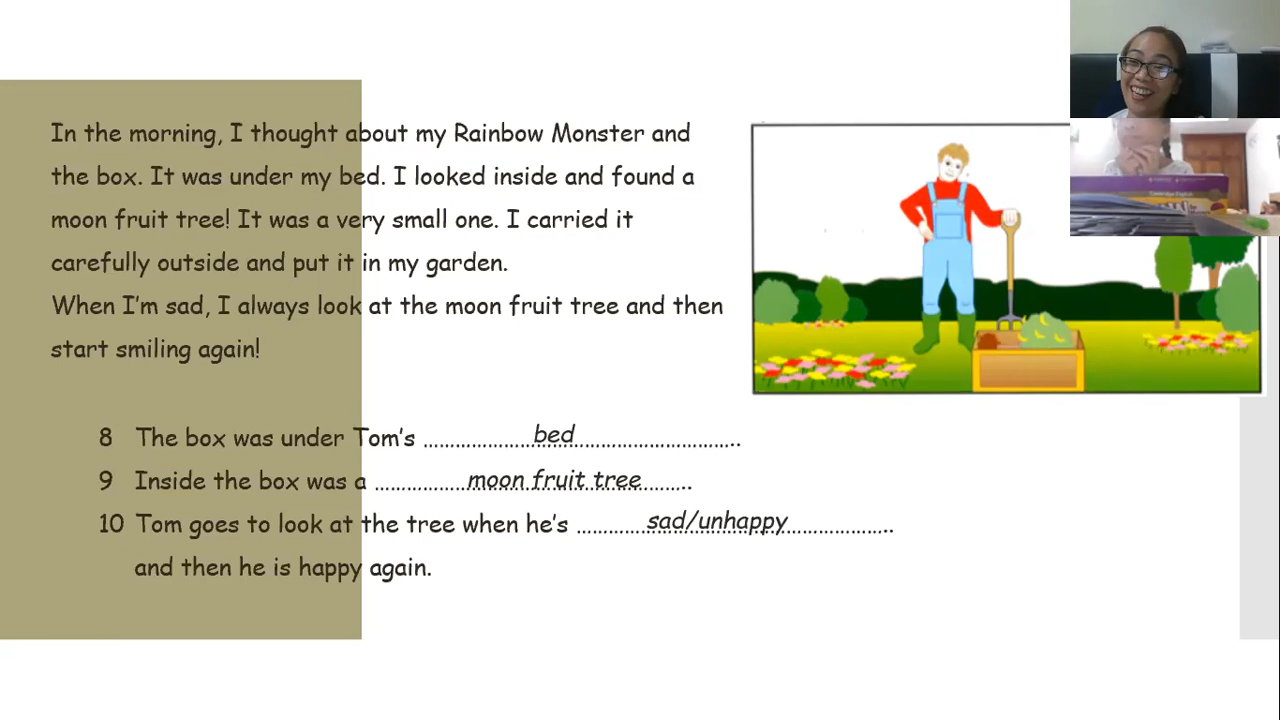 In the morning, I thought about my Rainbow Monster and
the box. It was under my bed. I looked inside and found a
moon fruit tree! It was a very small one. I carried it
carefully outside and put it in my garden.
When I'm sad, I always look at the moon fruit tree and then
start smiling again!
8 The box was under Tom's ……………………bed……………………………..
9 Inside the box was a ……………moon fruit tree……..
10 Tom goes to look at the tree when he's …………sad/unhappy………………..
and then he is happy again.